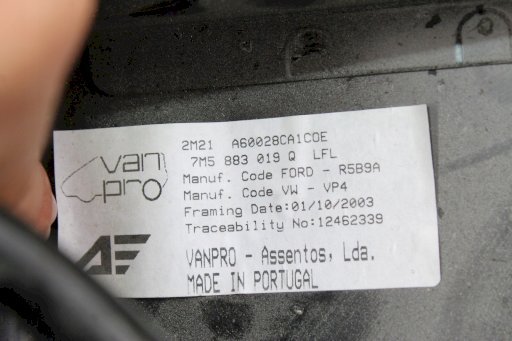 van
pro
2M21 A60028CA1COE
7M5 883 019 Q LFL
Manuf. Code FORD - R5B9A
Manuf. Code VW - VP4
Framing Date:01/10/2003
Traceability No:12462339
AE
VANPRO - Assentos, Lda.
MADE IN PORTUGAL